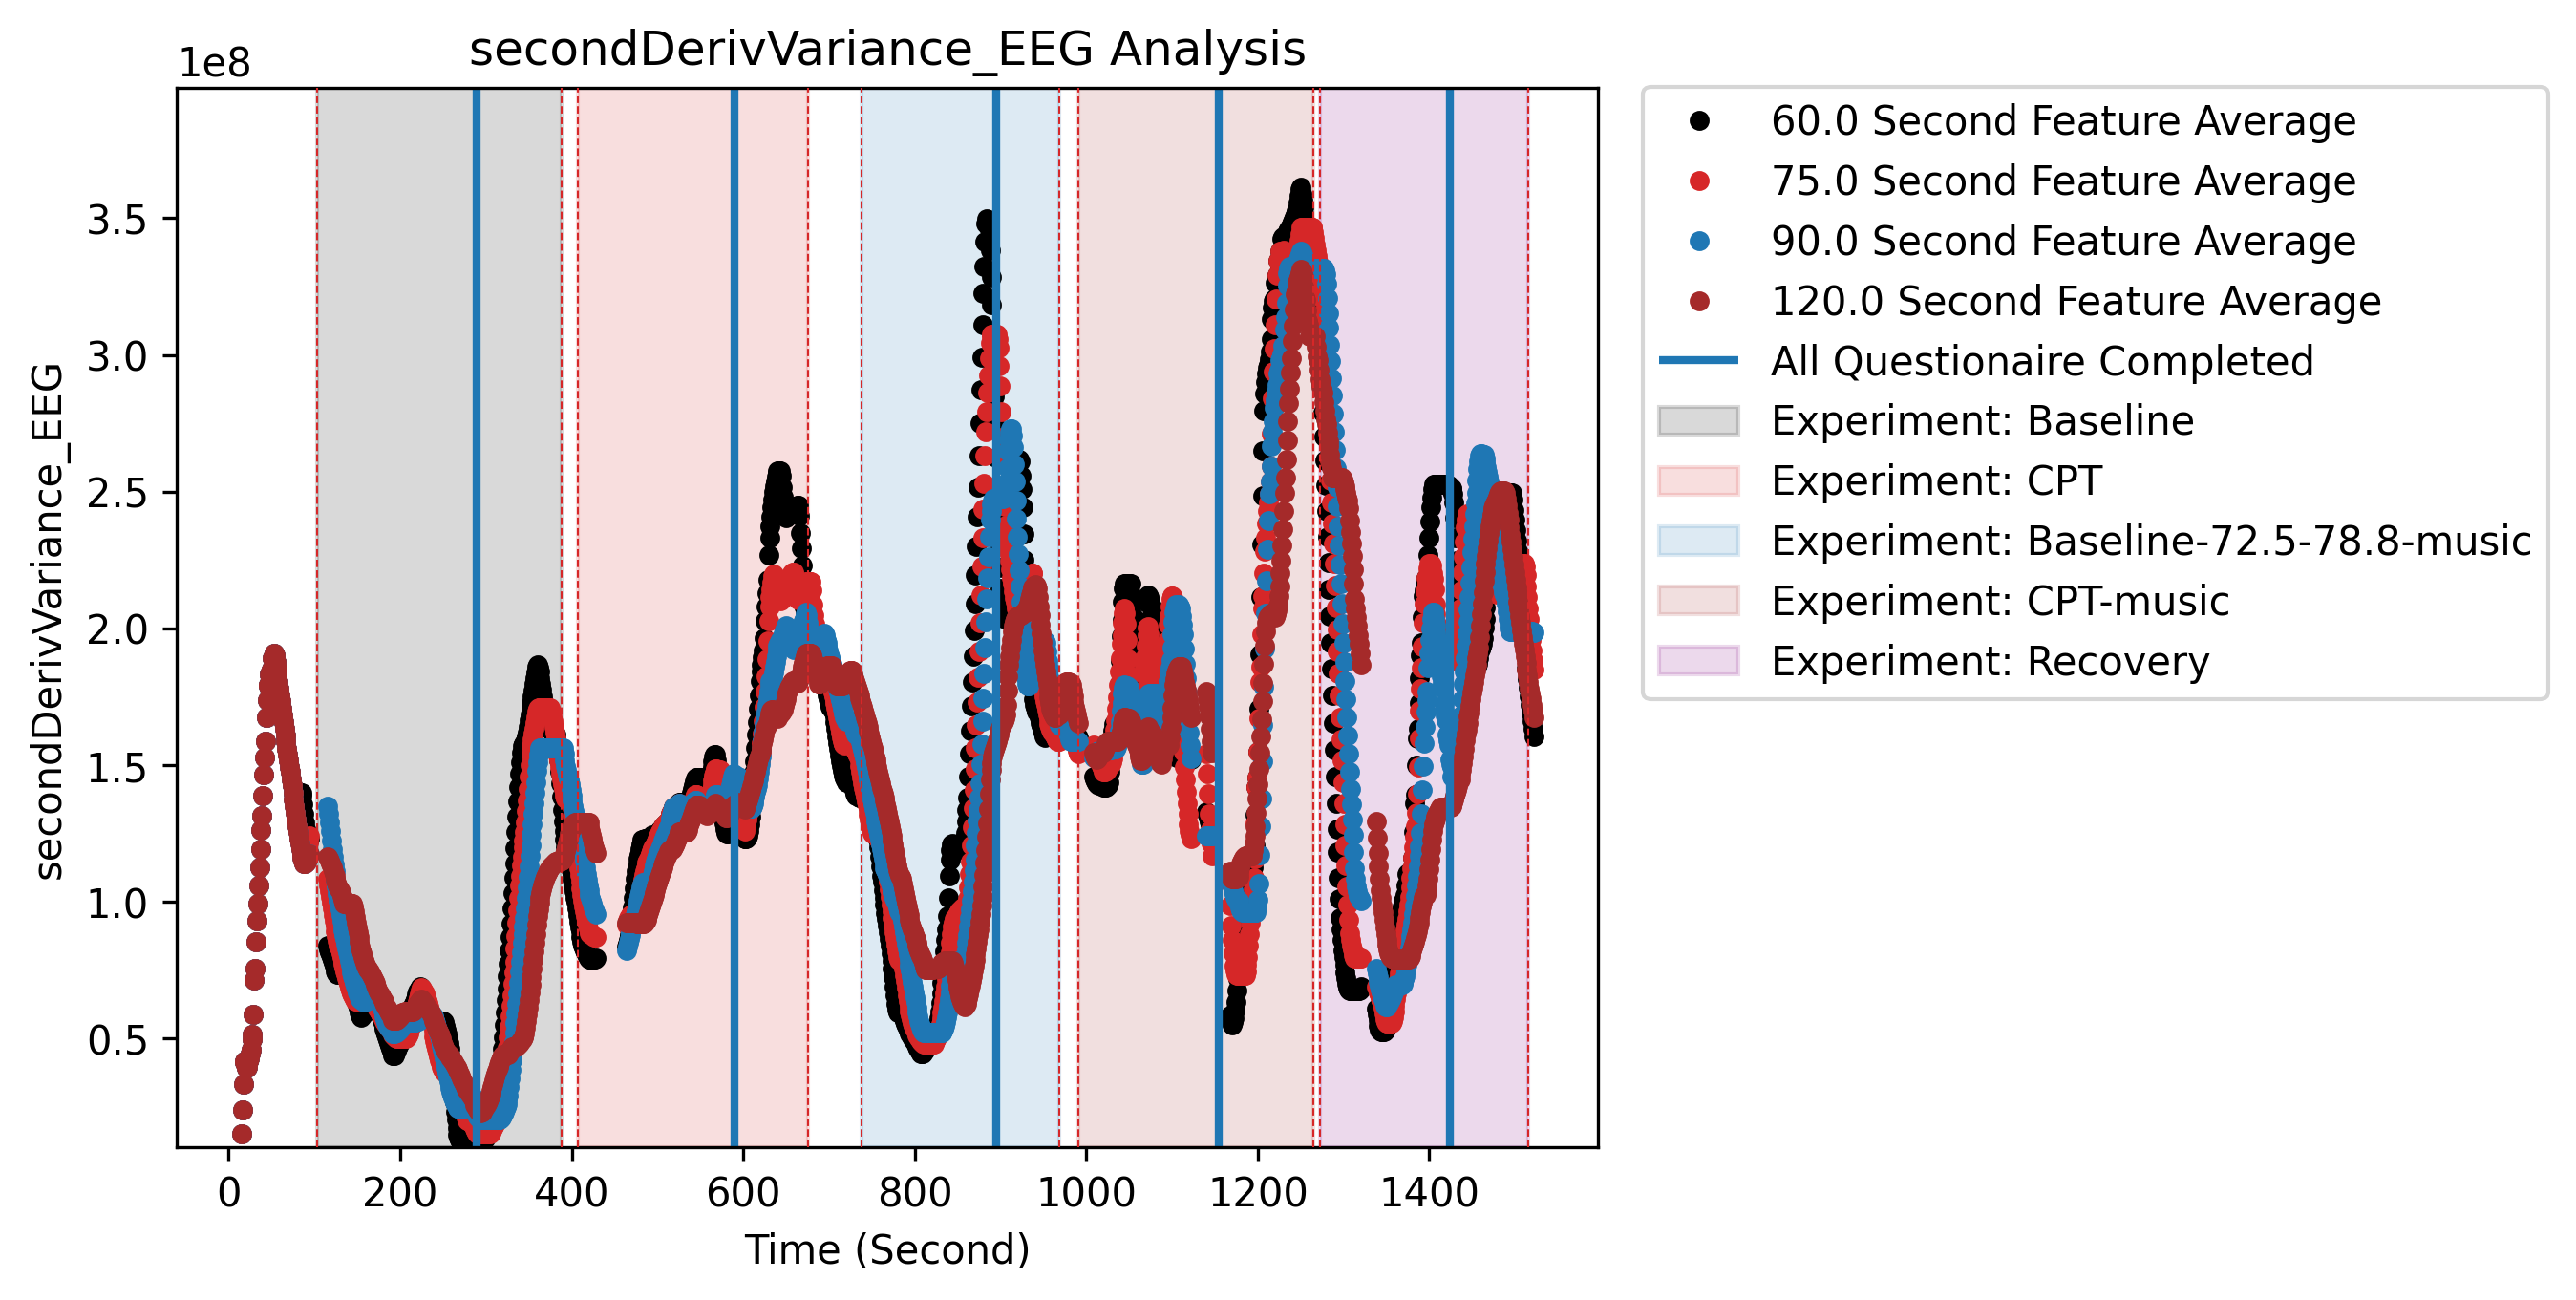 secondDerivVariance_EEG Analysis
1e8
3.5
3.0
2.5
2.0
1.5
1.0
0.5
secondDerivVariance_EEG
0 200 400 600 800 1000 1200 1400
Time (Second)
60.0 Second Feature Average
75.0 Second Feature Average
90.0 Second Feature Average
120.0 Second Feature Average
All Questionaire Completed
Experiment: Baseline
Experiment: CPT
Experiment: Baseline-72.5-78.8-music
Experiment: CPT-music
Experiment: Recovery